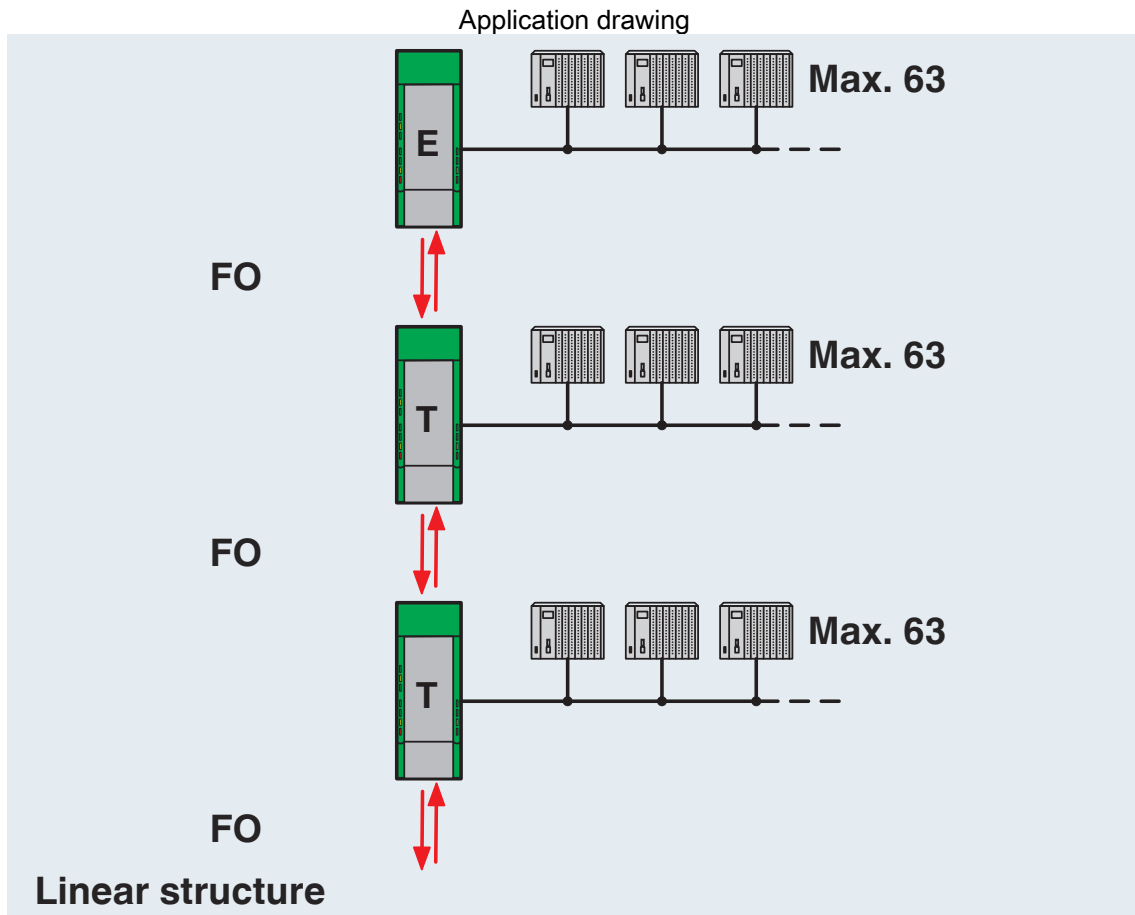 Application drawing
Max. 63
E
FO
Max. 63
T
FO
Max. 63
T
FO
Linear structure